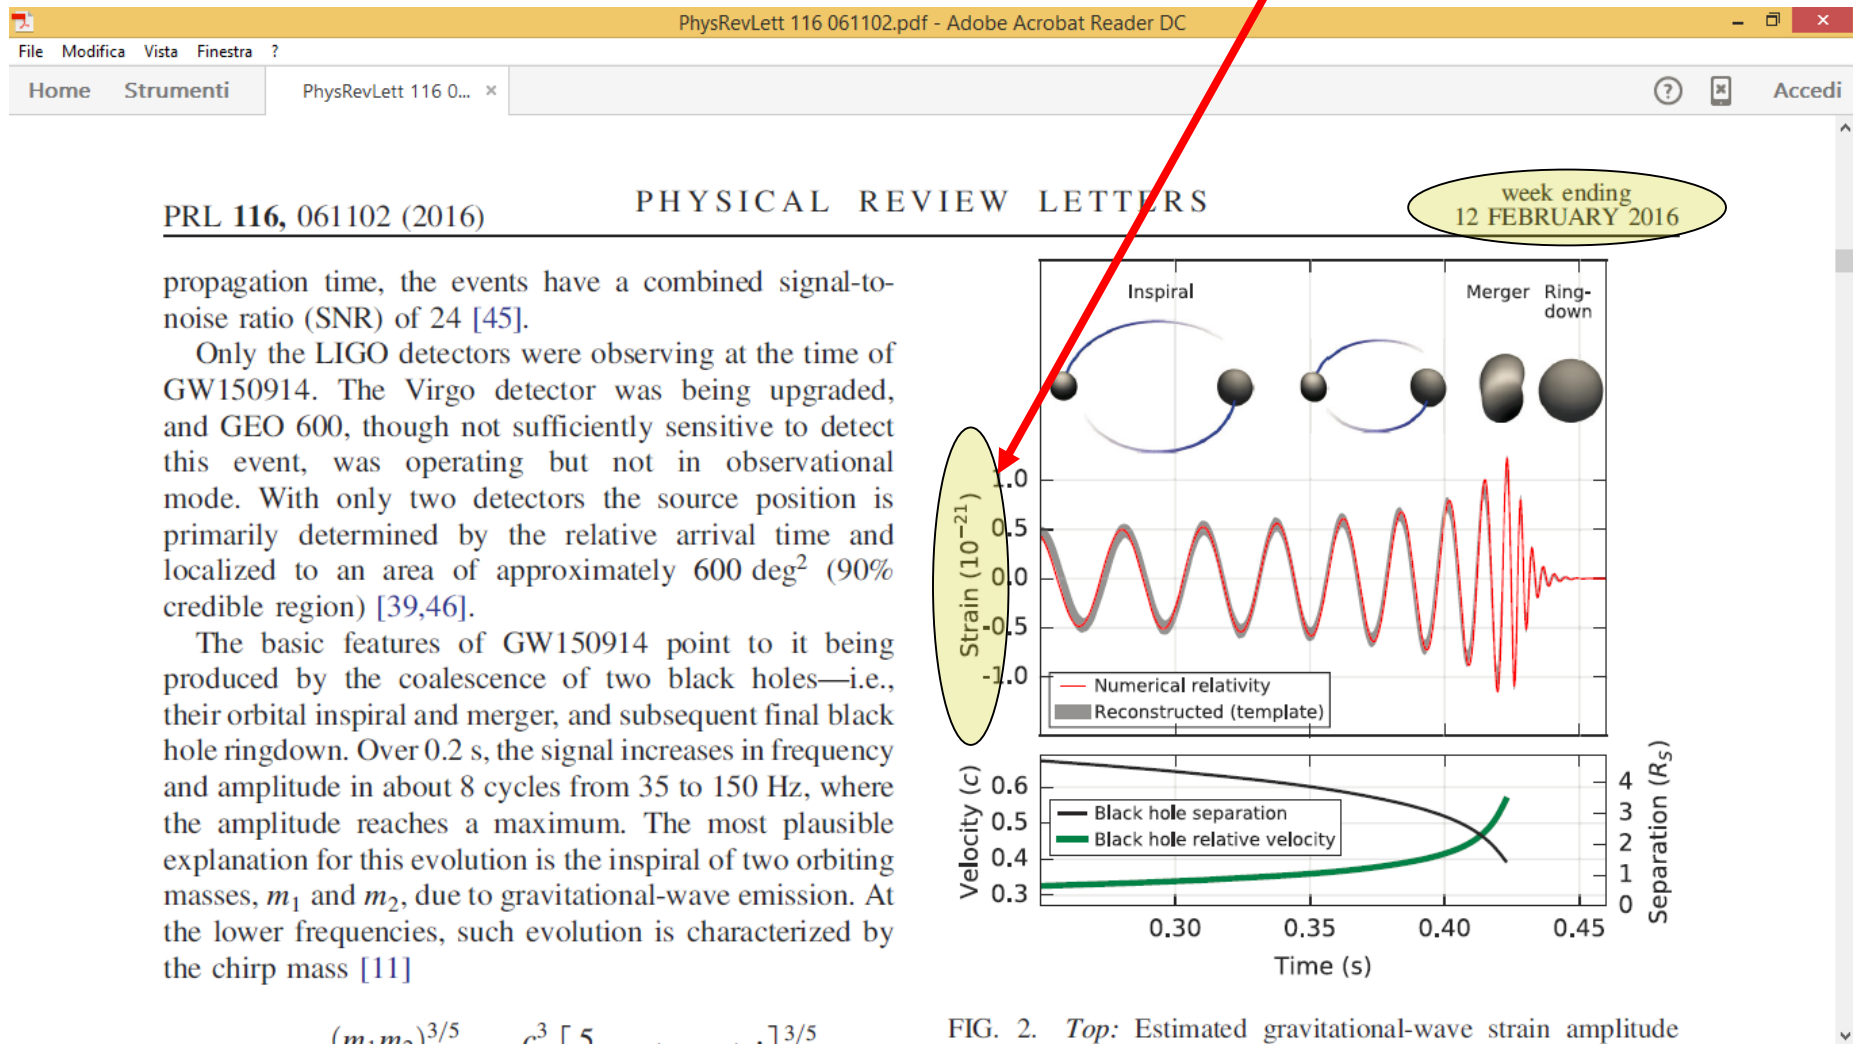 PhysRevLett 116 061102.pdf - Adobe Acrobat Reader DC
File Modifica Vista Finestra ?
Home Strumenti PhysRevLett 116 0... × Accedi
PRL 116, 061102 (2016) PHYSICAL REVIEW LETTERS week ending
12 FEBRUARY 2016
propagation time, the events have a combined signal-to-
noise ratio (SNR) of 24 [45].
Only the LIGO detectors were observing at the time of
GW150914. The Virgo detector was being upgraded,
and GEO 600, though not sufficiently sensitive to detect
this event, was operating but not in observational
mode. With only two detectors the source position is
primarily determined by the relative arrival time and
localized to an area of approximately 600 deg² (90%
credible region) [39,46].
The basic features of GW150914 point to it being
produced by the coalescence of two black holes—i.e.,
their orbital inspiral and merger, and subsequent final black
hole ringdown. Over 0.2 s, the signal increases in frequency
and amplitude in about 8 cycles from 35 to 150 Hz, where
the amplitude reaches a maximum. The most plausible
explanation for this evolution is the inspiral of two orbiting
masses, m₁ and m₂, due to gravitational-wave emission. At
the lower frequencies, such evolution is characterized by
the chirp mass [11]
(m₁m₂)^{3/5} c³ [ 5 ]^{3/5}
Inspiral Merger Ring-
down
Strain (10⁻²¹)
1.0
0.5
0.0
-0.5
-1.0
Numerical relativity
Reconstructed (template)
Velocity (c)
0.6
0.5
0.4
0.3
Black hole separation
Black hole relative velocity
4
3
2
1
0
Separation (R_S)
0.30 0.35 0.40 0.45
Time (s)
FIG. 2. Top: Estimated gravitational-wave strain amplitude